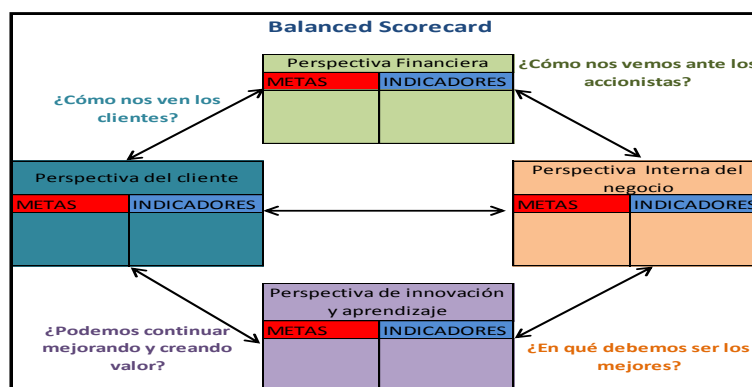 Balanced Scorecard
Perspectiva Financiera
METAS INDICADORES
¿Cómo nos vemos ante los
accionistas?
¿Cómo nos ven los
clientes?
Perspectiva del cliente
METAS INDICADORES
Perspectiva Interna del
negocio
METAS INDICADORES
Perspectiva de innovación
y aprendizaje
METAS INDICADORES
¿Podemos continuar
mejorando y creando
valor?
¿En qué debemos ser los
mejores?